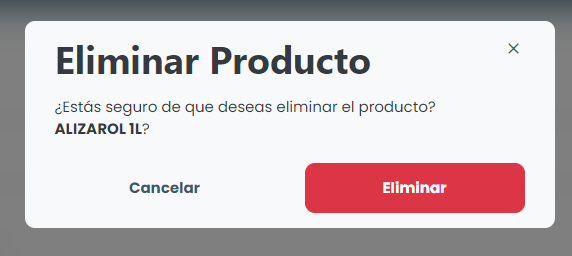 Eliminar Producto
¿Estás seguro de que deseas eliminar el producto?
ALIZAROL 1L?
Cancelar
Eliminar